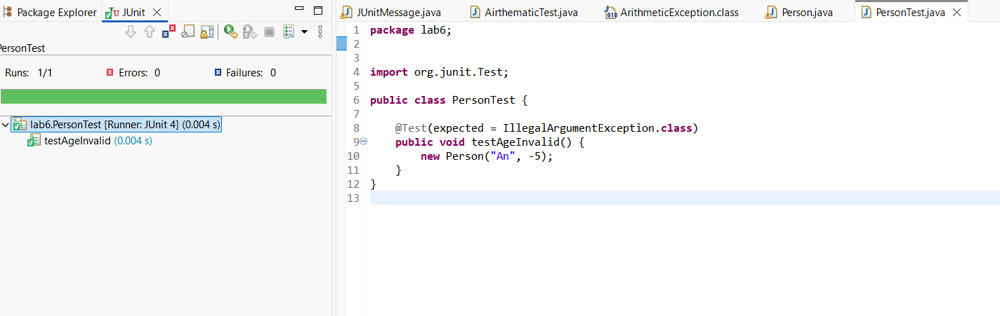 Package Explorer JUnit
PersonTest
Runs: 1/1 Errors: 0 Failures: 0
lab6.PersonTest [Runner: JUnit 4] (0.004 s)
testAgeInvalid (0.004 s)
JUnitMessage.java AirthematicTest.java ArithmeticException.class Person.java PersonTest.java
1 package lab6;
2
3
4 import org.junit.Test;
5
6 public class PersonTest {
7
8 @Test(expected = IllegalArgumentException.class)
9 public void testAgeInvalid() {
10 new Person("An", -5);
11 }
12 }
13